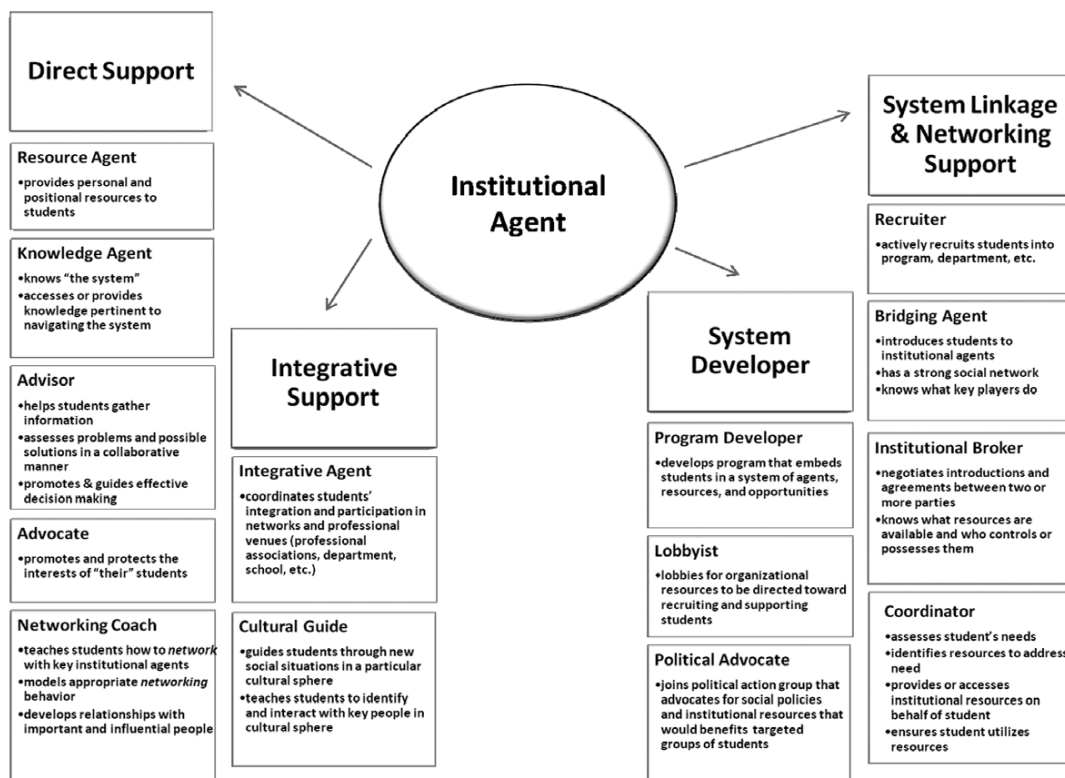 Direct Support
Resource Agent
•provides personal and
positional resources to
students
Knowledge Agent
•knows “the system”
•accesses or provides
knowledge pertinent to
navigating the system
Advisor
•helps students gather
information
•assesses problems and possible
solutions in a collaborative
manner
•promotes & guides effective
decision making
Advocate
•promotes and protects the
interests of “their” students
Networking Coach
•teaches students how to network
with key institutional agents
•models appropriate networking
behavior
•develops relationships with
important and influential people
Institutional
Agent
Integrative
Support
Integrative Agent
•coordinates students’
integration and participation in
networks and professional
venues (professional
associations, department,
school, etc.)
Cultural Guide
•guides students through new
social situations in a particular
cultural sphere
•teaches students to identify
and interact with key people in
cultural sphere
System
Developer
Program Developer
•develops program that embeds
students in a system of agents,
resources, and opportunities
Lobbyist
•lobbies for organizational
resources to be directed toward
recruiting and supporting
students
Political Advocate
•joins political action group that
advocates for social policies
and institutional resources that
would benefits targeted
groups of students
System Linkage
& Networking
Support
Recruiter
•actively recruits students into
program, department, etc.
Bridging Agent
•introduces students to
institutional agents
•has a strong social network
•knows what key players do
Institutional Broker
•negotiates introductions and
agreements between two or
more parties
•knows what resources are
available and who controls or
possesses them
Coordinator
•assesses student’s needs
•identifies resources to address
need
•provides or accesses
institutional resources on
behalf of student
•ensures student utilizes
resources